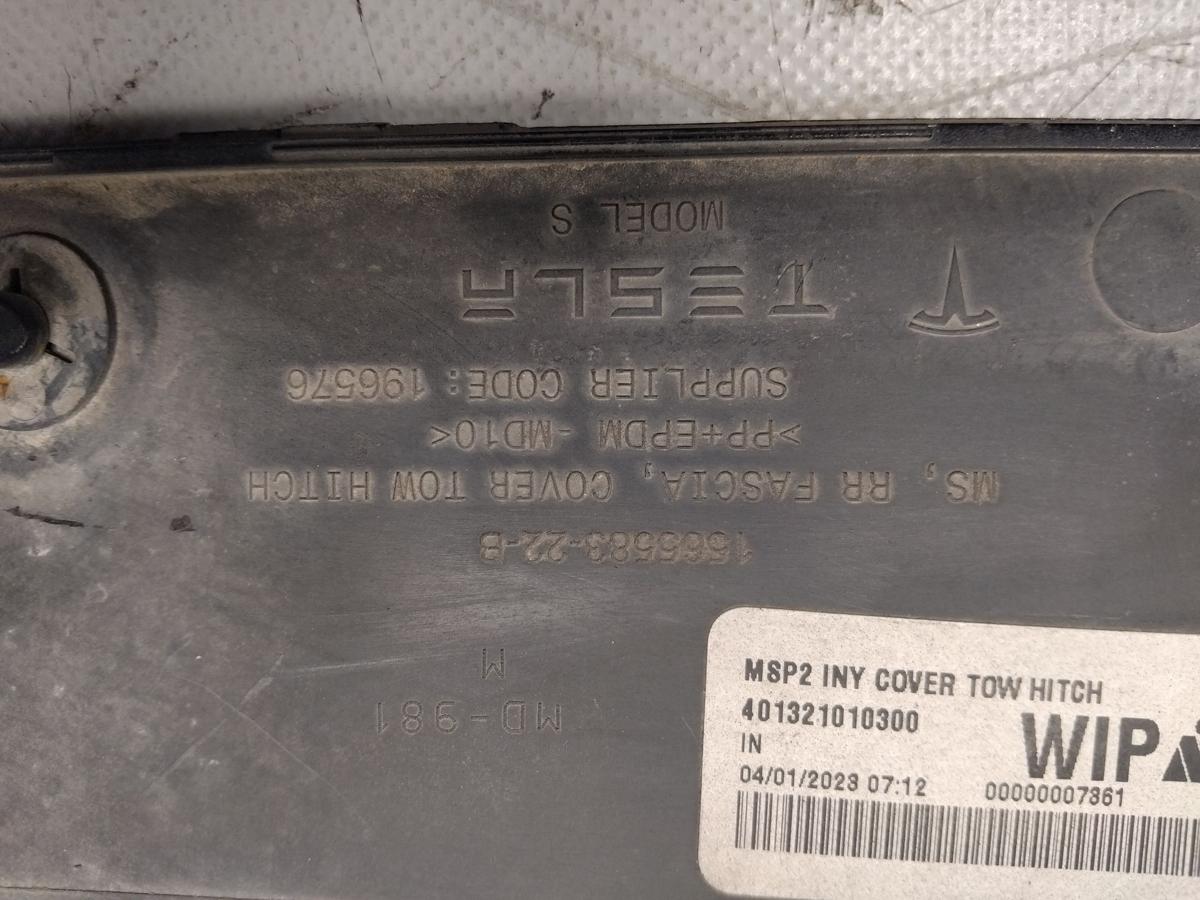 MD-981
M
1565583-22-B
MS, RR FASCIA, COVER TOW HITCH
>PP+EPDM -MD10<
SUPPLIER CODE: 196576
TESLA
MODEL S
MSP2 INY COVER TOW HITCH
401321010300
IN
WIP
04/01/2023 07:12
00000007361